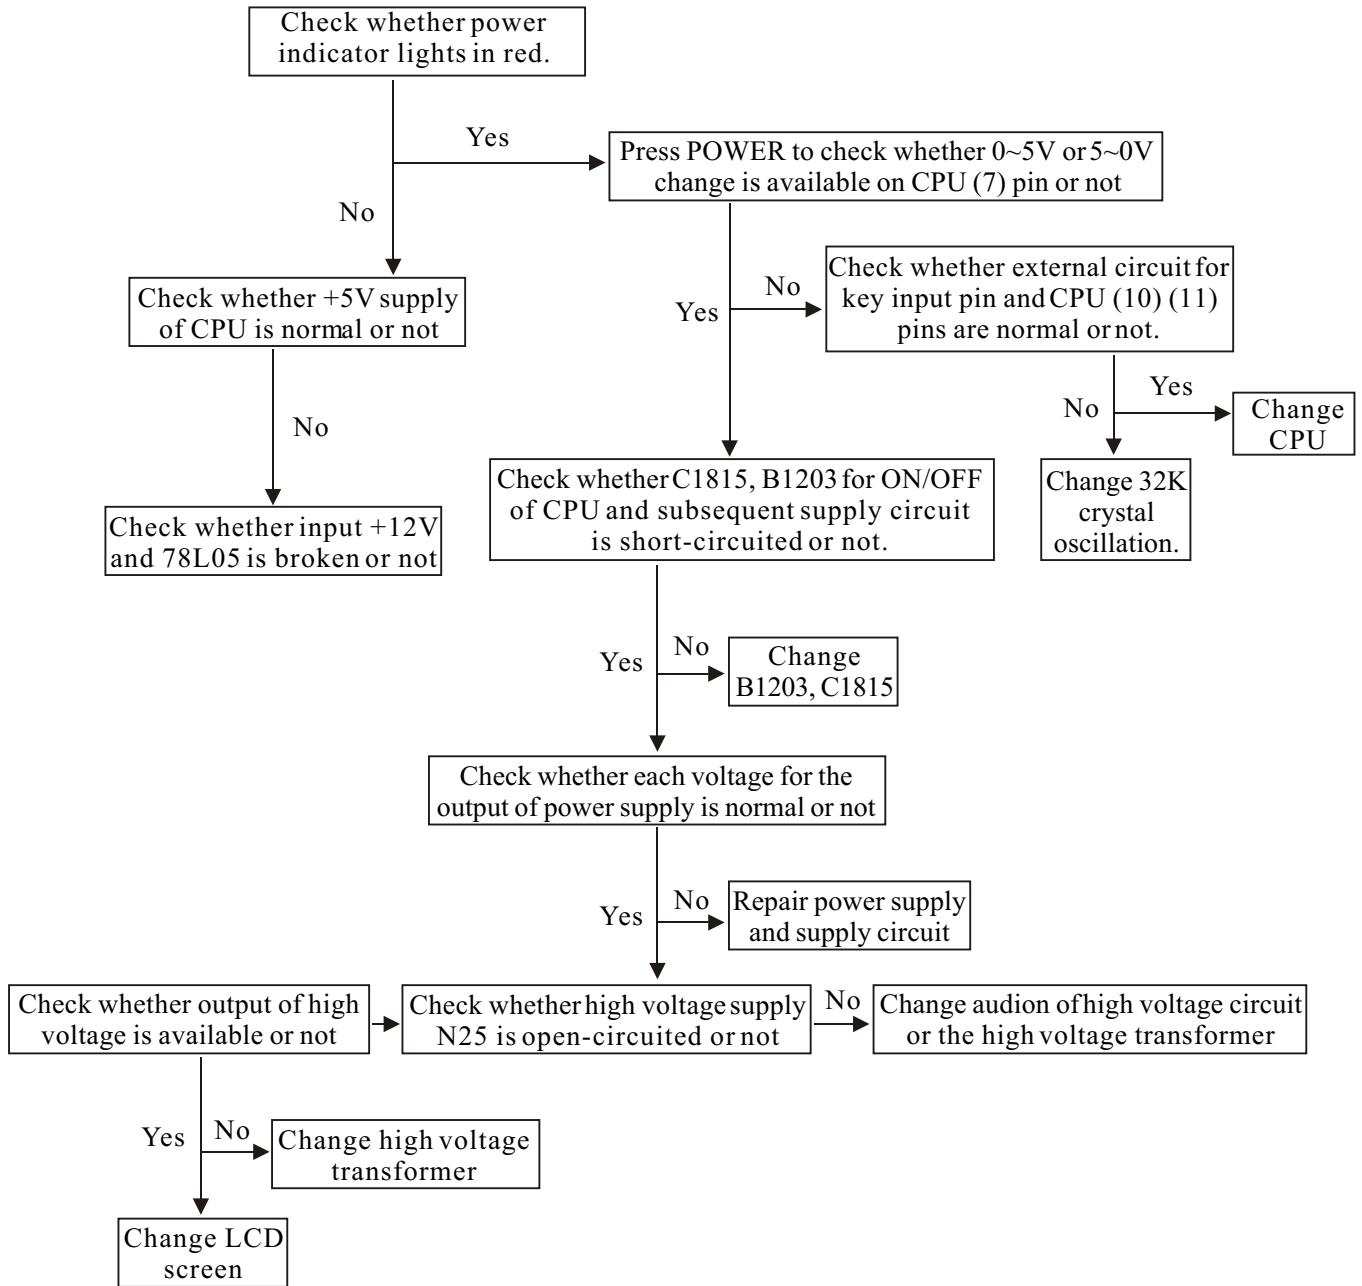 Check whether power
indicator lights in red.
Yes
Press POWER to check whether 0~5V or 5~0V
change is available on CPU (7) pin or not
No
Check whether +5V supply
of CPU is normal or not
Yes
No
Check whether external circuit for
key input pin and CPU (10) (11)
pins are normal or not.
No
Yes
No
Change
CPU
Check whether input +12V
and 78L05 is broken or not
Check whether C1815, B1203 for ON/OFF
of CPU and subsequent supply circuit
is short-circuited or not.
Change 32K
crystal
oscillation.
Yes
No
Change
B1203, C1815
Check whether each voltage for the
output of power supply is normal or not
Yes
No
Repair power supply
and supply circuit
Check whether output of high
voltage is available or not
Check whether high voltage supply
N25 is open-circuited or not
No
Change audion of high voltage circuit
or the high voltage transformer
Yes
No
Change high voltage
transformer
Change LCD
screen